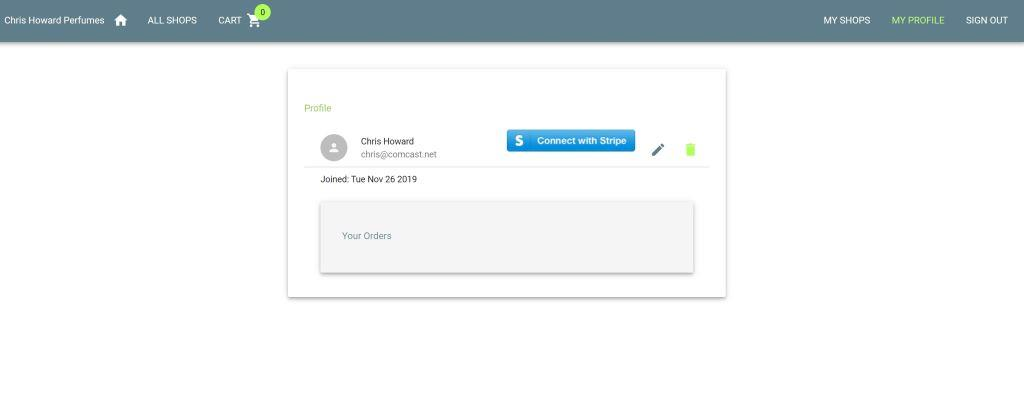 Chris Howard Perfumes ALL SHOPS CART 0 MY SHOPS MY PROFILE SIGN OUT
Profile
Chris Howard
chris@comcast.net
S Connect with Stripe
Joined: Tue Nov 26 2019
Your Orders